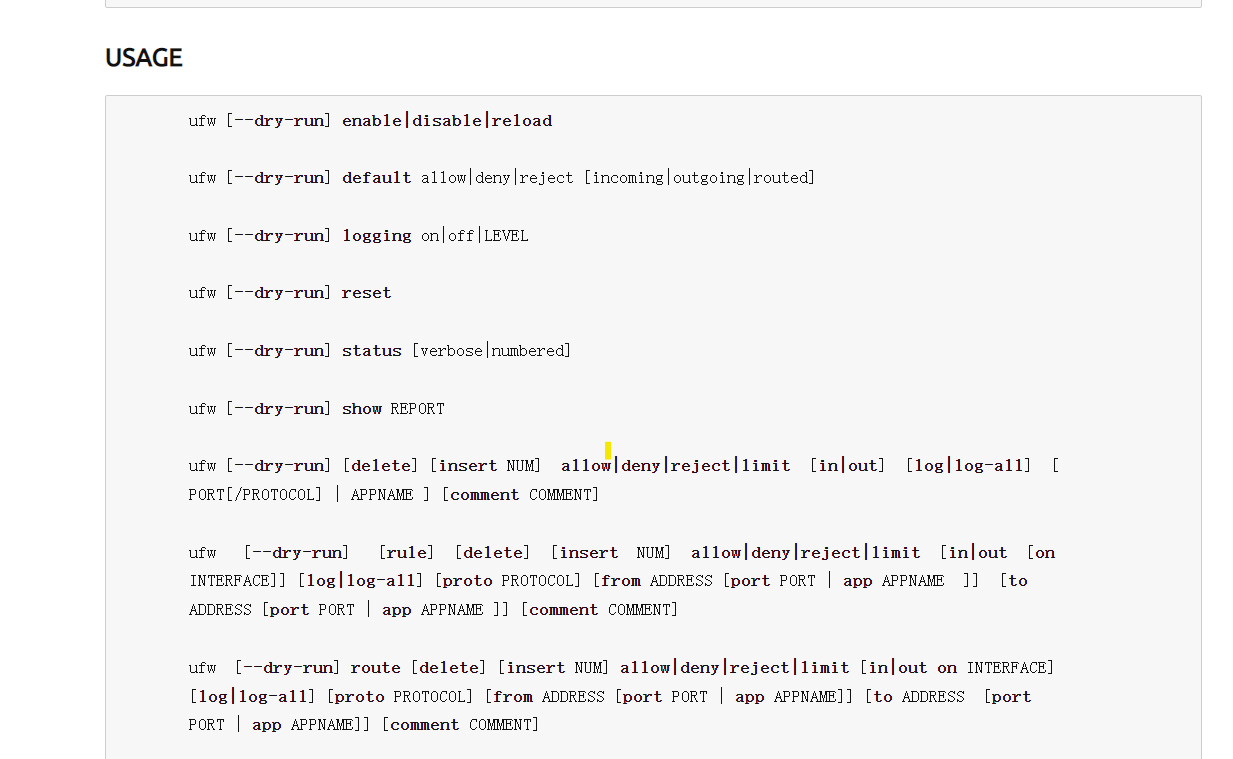 USAGE
ufw [--dry-run] enable|disable|reload
ufw [--dry-run] default allow|deny|reject [incoming|outgoing|routed]
ufw [--dry-run] logging on|off|LEVEL
ufw [--dry-run] reset
ufw [--dry-run] status [verbose|numbered]
ufw [--dry-run] show REPORT
ufw [--dry-run] [delete] [insert NUM]  allow|deny|reject|limit  [in|out]  [log|log-all]  [
PORT[/PROTOCOL] | APPNAME ] [comment COMMENT]
ufw   [--dry-run]   [rule]  [delete]  [insert  NUM]  allow|deny|reject|limit  [in|out  [on
INTERFACE]] [log|log-all] [proto PROTOCOL] [from ADDRESS [port PORT | app APPNAME  ]]  [to
ADDRESS [port PORT | app APPNAME ]] [comment COMMENT]
ufw  [--dry-run] route [delete] [insert NUM] allow|deny|reject|limit [in|out on INTERFACE]
[log|log-all] [proto PROTOCOL] [from ADDRESS [port PORT | app APPNAME]] [to ADDRESS  [port
PORT | app APPNAME]] [comment COMMENT]